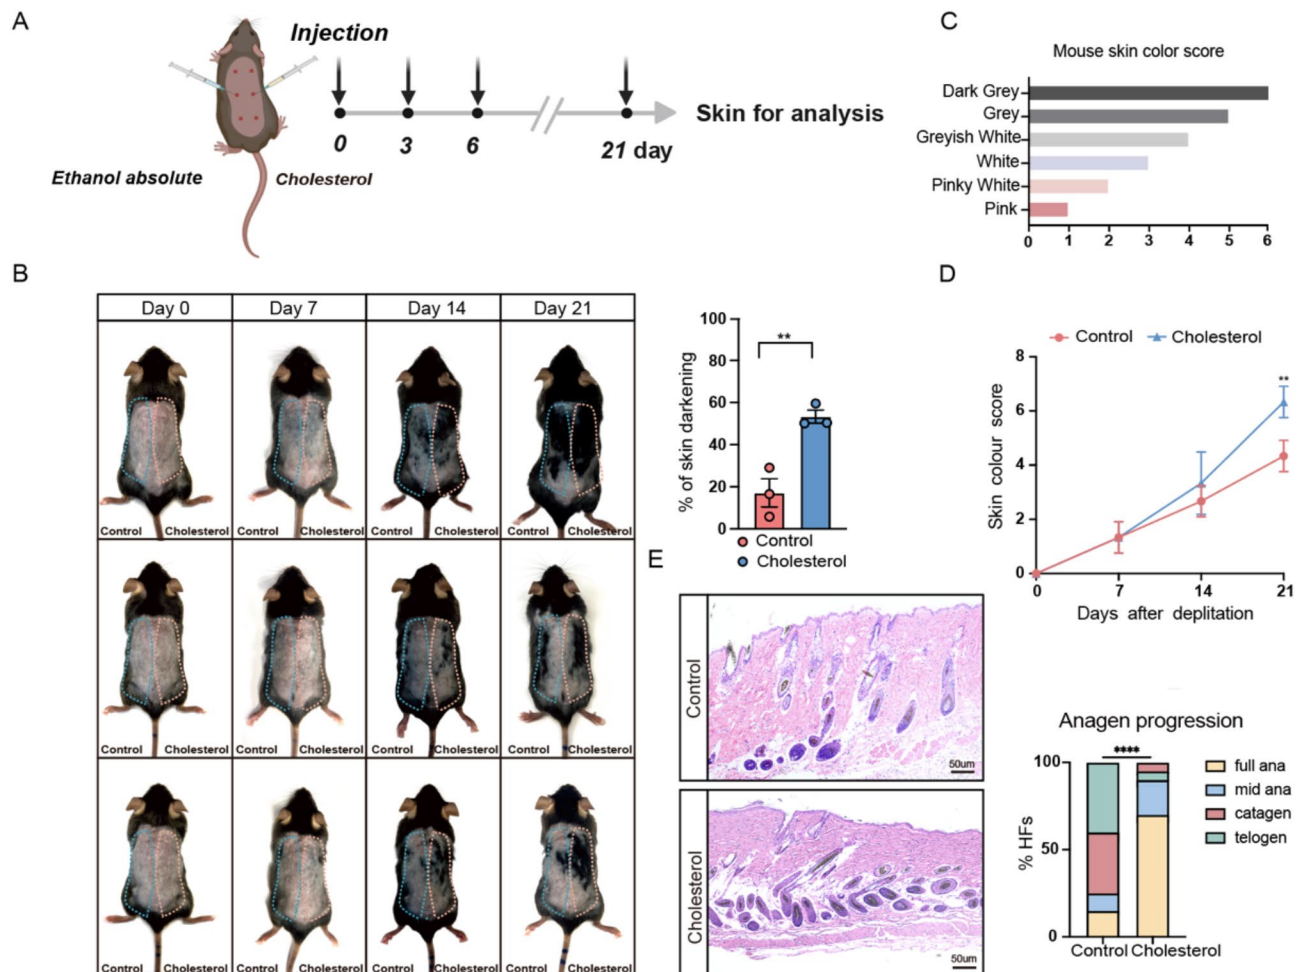 A
Injection
0
3
6
21 day
Skin for analysis
Ethanol absolute
Cholesterol
C
Mouse skin color score
Dark Grey
Grey
Greyish White
White
Pinky White
Pink
0 1 2 3 4 5 6
B
Day 0 Day 7 Day 14 Day 21
Control Cholesterol Control Cholesterol Control Cholesterol Control Cholesterol
Control Cholesterol Control Cholesterol Control Cholesterol Control Cholesterol
Control Cholesterol Control Cholesterol Control Cholesterol Control Cholesterol
% of skin darkening
100
80
60
40
20
0
**
Control
Cholesterol
D
Control Cholesterol
Skin colour score
8
6
4
2
0
**
0 7 14 21
Days after deplitation
E
Control
50um
Cholesterol
50um
Anagen progression
% HFs
100
50
0
****
full ana
mid ana
catagen
telogen
Control Cholesterol